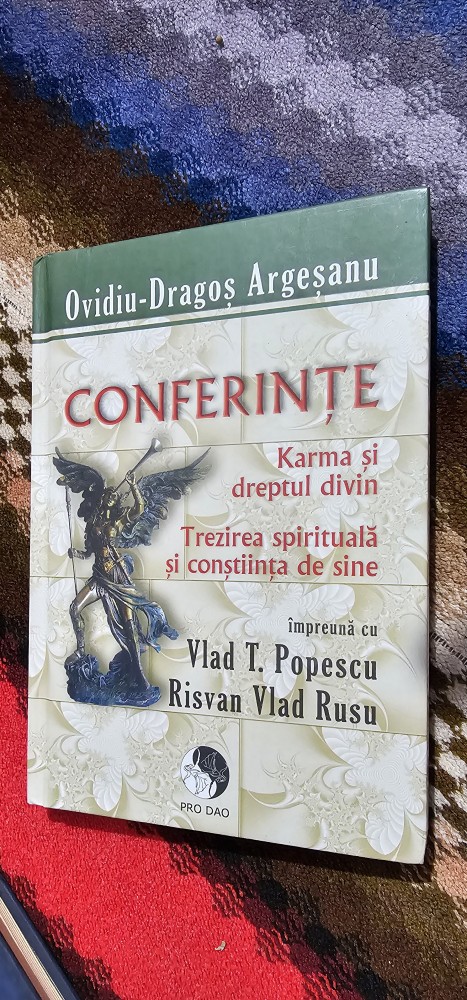 Ovidiu-Dragoș Argeșanu
CONFERINȚE
Karma și
dreptul divin
Trezirea spirituală
și conștiința de sine
împreună cu
Vlad T. Popescu
Risvan Vlad Rușu
PRO DAO